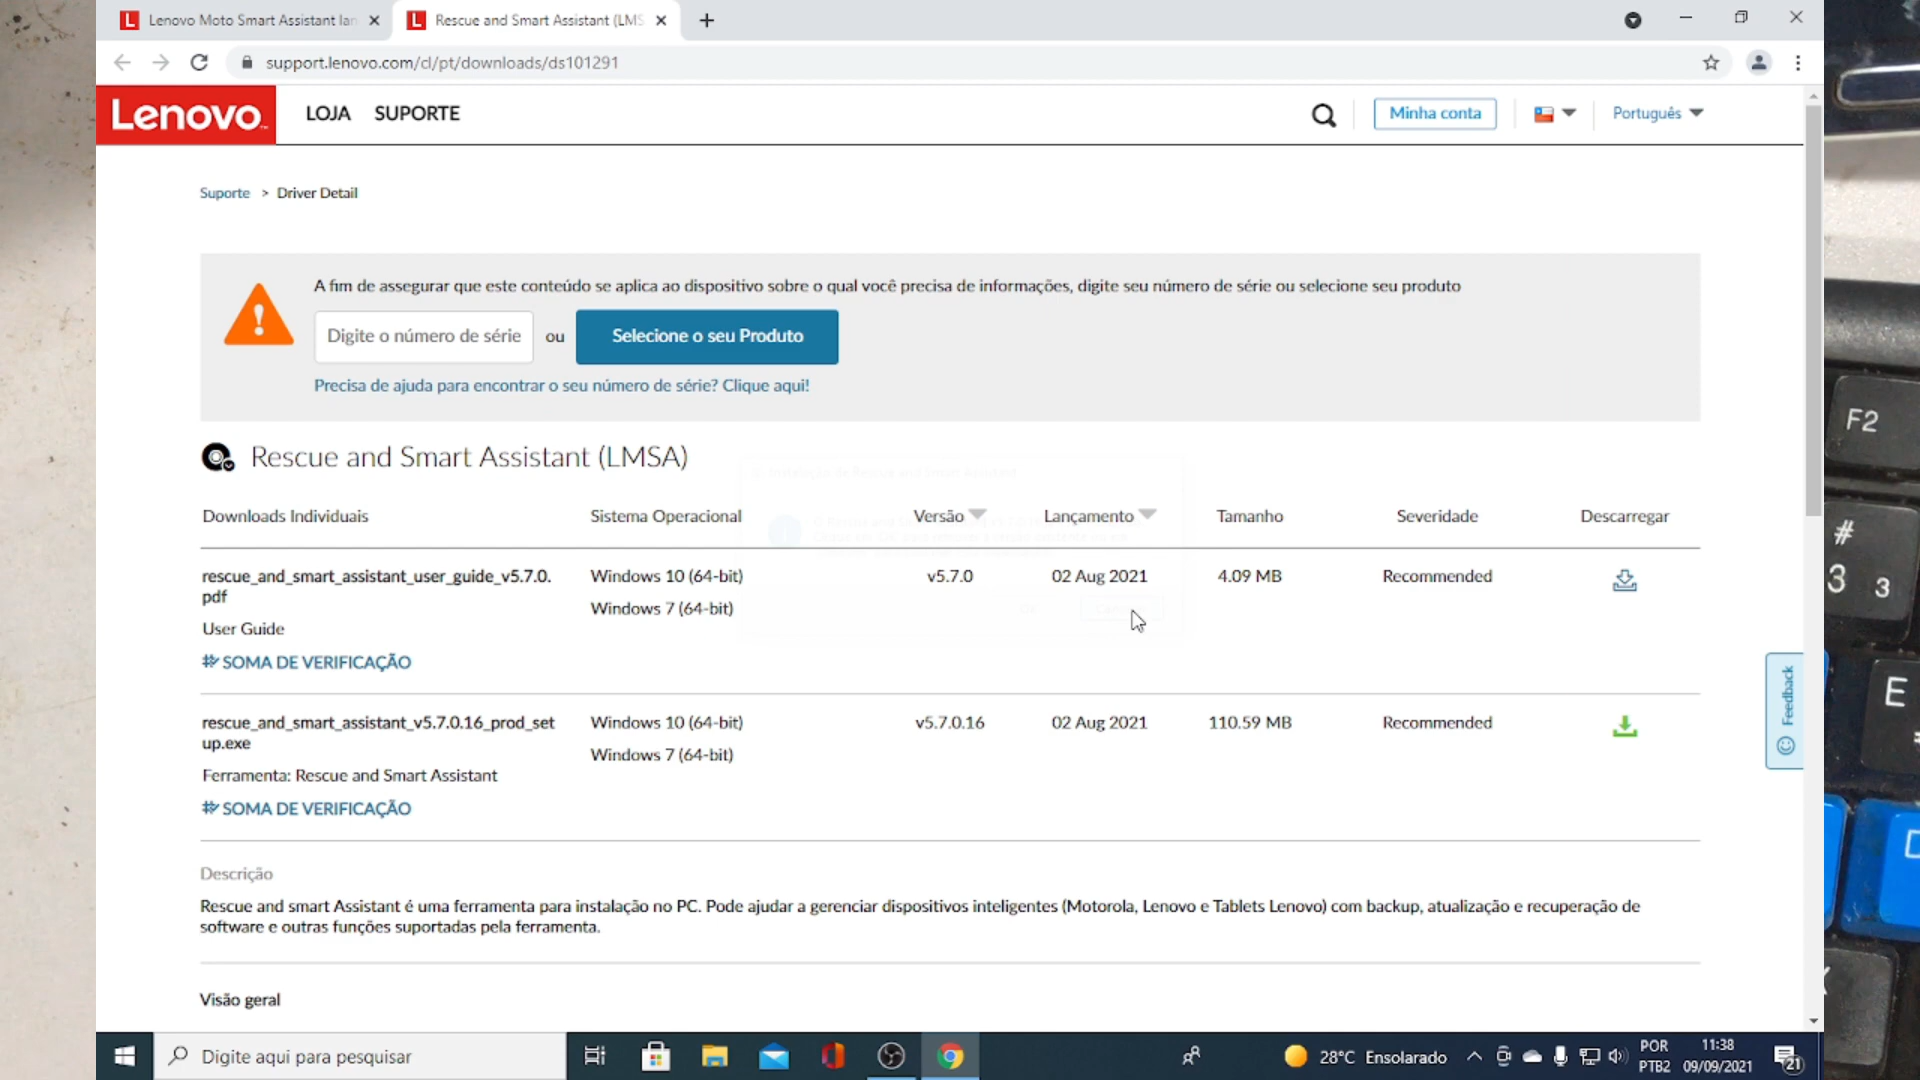 Lenovo Moto Smart Assistant lan
Rescue and Smart Assistant (LMS
support.lenovo.com/cl/pt/downloads/ds101291
Lenovo
LOJA SUPORTE
Minha conta
Português
Suporte > Driver Detail
A fim de assegurar que este conteúdo se aplica ao dispositivo sobre o qual você precisa de informações, digite seu número de série ou selecione seu produto
Digite o número de série ou Selecione o seu Produto
Precisa de ajuda para encontrar o seu número de série? Clique aqui!
Rescue and Smart Assistant (LMSA)
Downloads Individuais Sistema Operacional Versão Lançamento Tamanho Severidade Descarregar
rescue_and_smart_assistant_user_guide_v5.7.0. Windows 10 (64-bit) v5.7.0 02 Aug 2021 4.09 MB Recommended
pdf
Windows 7 (64-bit)
User Guide
SOMA DE VERIFICAÇÃO
rescue_and_smart_assistant_v5.7.0.16_prod_set Windows 10 (64-bit) v5.7.0.16 02 Aug 2021 110.59 MB Recommended
up.exe
Windows 7 (64-bit)
Ferramenta: Rescue and Smart Assistant
SOMA DE VERIFICAÇÃO
Feedback
Descrição
Rescue and smart Assistant é uma ferramenta para instalação no PC. Pode ajudar a gerenciar dispositivos inteligentes (Motorola, Lenovo e Tablets Lenovo) com backup, atualização e recuperação de
software e outras funções suportadas pela ferramenta.
Visão geral
Digite aqui para pesquisar
28°C Ensolarado
POR
PTB2
11:38
09/09/2021
21
F2
#
3 3
E